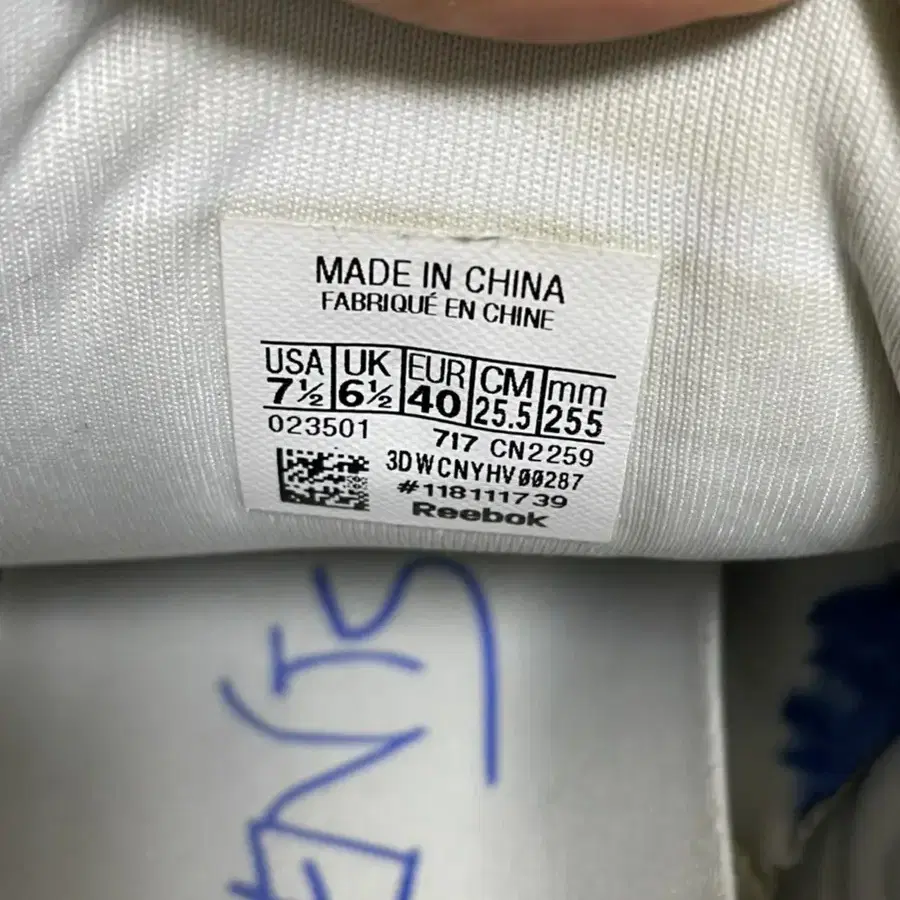 MADE IN CHINA
FABRIQUÉ EN CHINE
USA UK EUR CM mm
7½ 6½ 40 25.5 255
023501 717 CN2259
3DWCNYHV00287
#118111739
Reebok